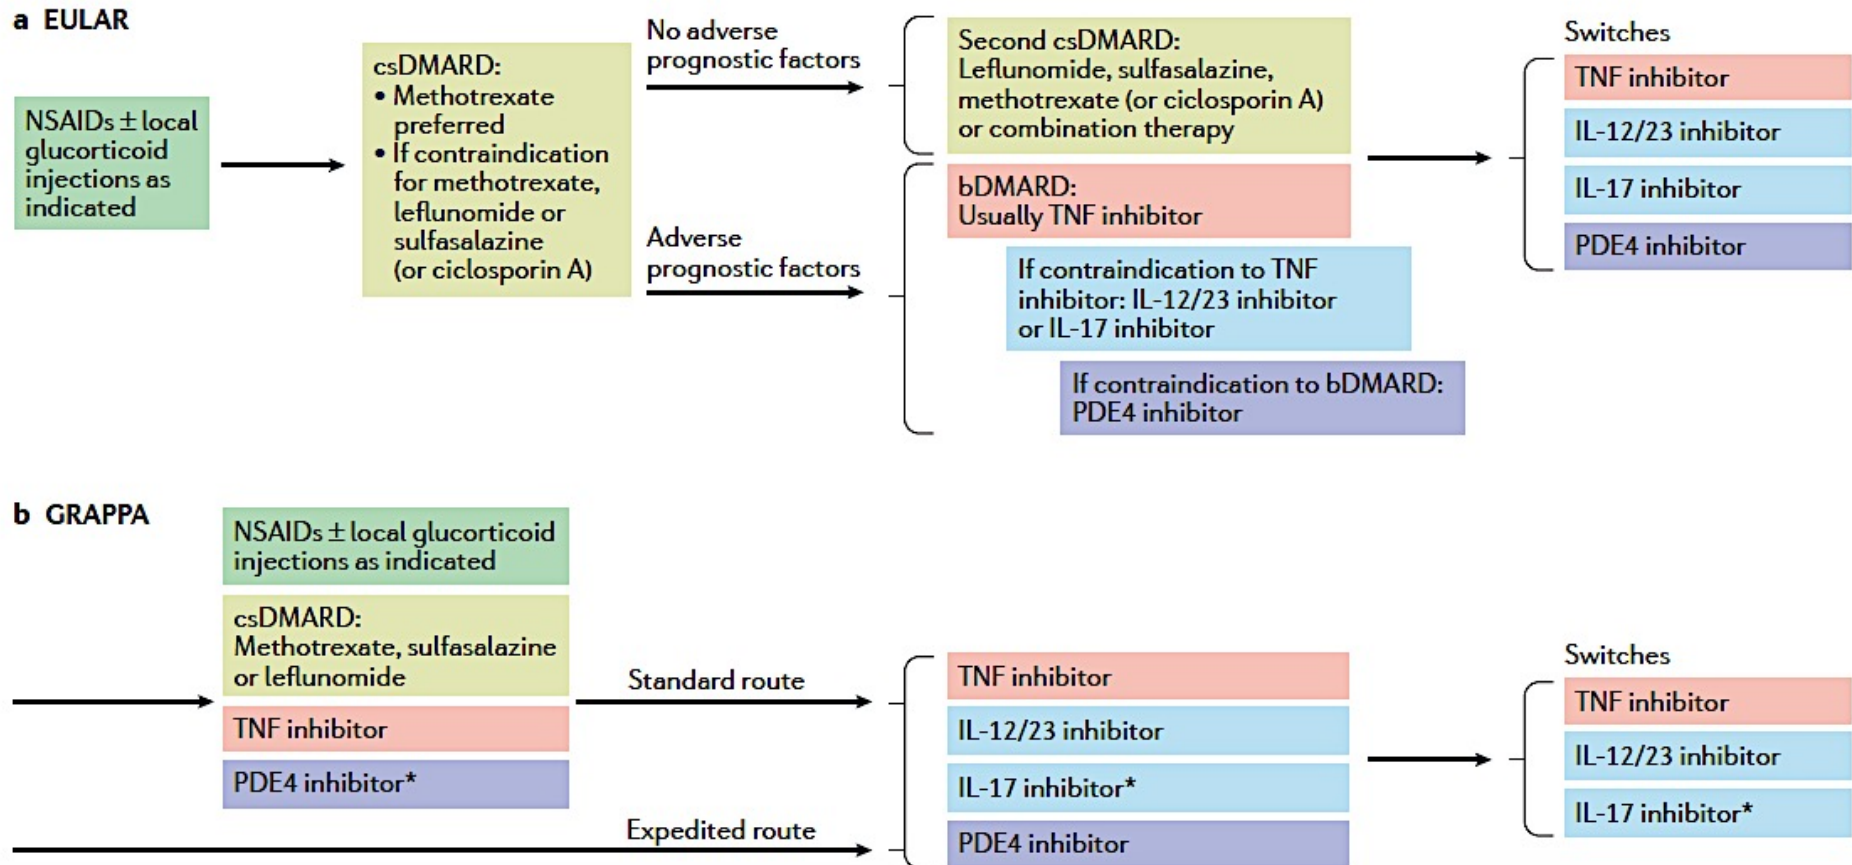 a EULAR
NSAIDs ± local
glucorticoid
injections as
indicated
csDMARD:
• Methotrexate
preferred
• If contraindication
for methotrexate,
leflunomide or
sulfasalazine
(or ciclosporin A)
No adverse
prognostic factors
Adverse
prognostic factors
Second csDMARD:
Leflunomide, sulfasalazine,
methotrexate (or ciclosporin A)
or combination therapy
bDMARD:
Usually TNF inhibitor
If contraindication to TNF
inhibitor: IL-12/23 inhibitor
or IL-17 inhibitor
If contraindication to bDMARD:
PDE4 inhibitor
Switches
TNF inhibitor
IL-12/23 inhibitor
IL-17 inhibitor
PDE4 inhibitor
b GRAPPA
NSAIDs ± local glucorticoid
injections as indicated
csDMARD:
Methotrexate, sulfasalazine
or leflunomide
TNF inhibitor
PDE4 inhibitor*
Standard route
Expedited route
TNF inhibitor
IL-12/23 inhibitor
IL-17 inhibitor*
PDE4 inhibitor
Switches
TNF inhibitor
IL-12/23 inhibitor
IL-17 inhibitor*